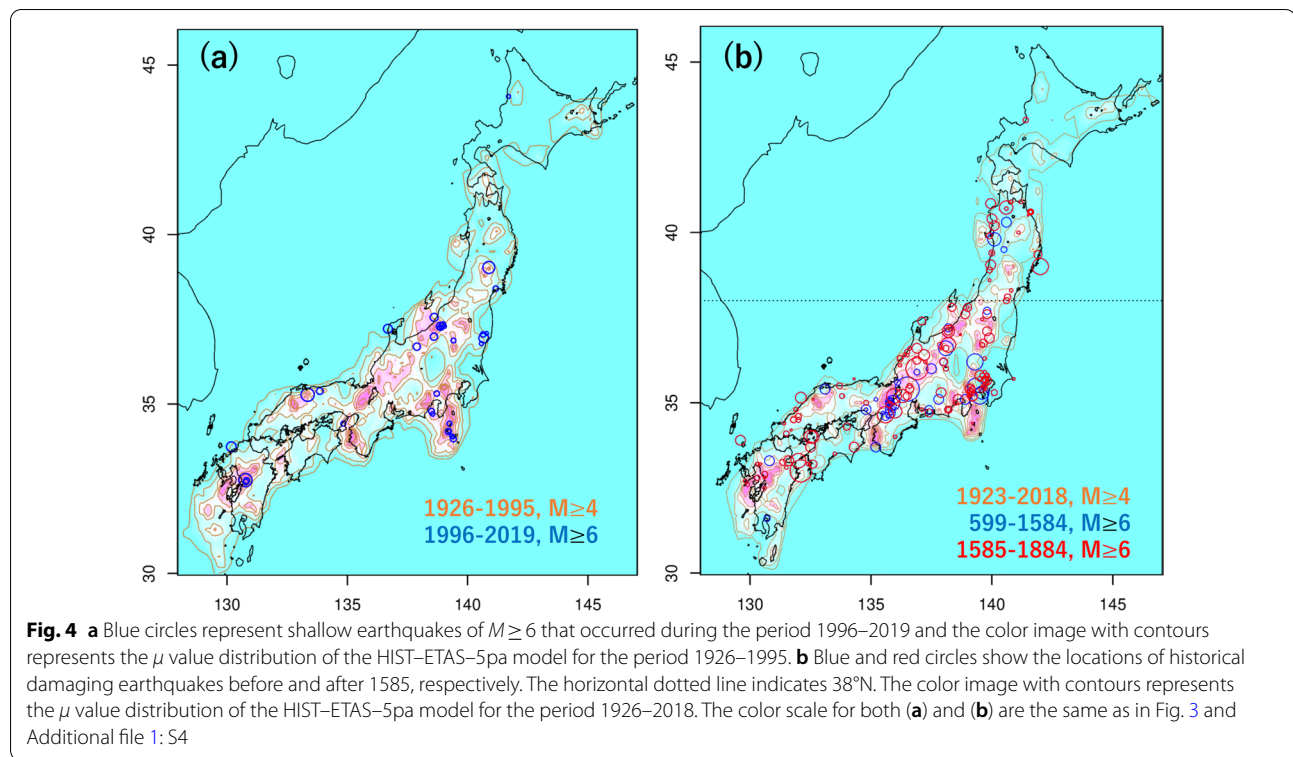 (a)
45
40
35
30
130
135
140
145
1926-1995, M≥4
1996-2019, M≥6
(b)
45
40
35
30
130
135
140
145
1923-2018, M≥4
599-1584, M≥6
1585-1884, M≥6
Fig. 4 a Blue circles represent shallow earthquakes of M ≥ 6 that occurred during the period 1996–2019 and the color image with contours
represents the μ value distribution of the HIST–ETAS–5pa model for the period 1926–1995. b Blue and red circles show the locations of historical
damaging earthquakes before and after 1585, respectively. The horizontal dotted line indicates 38°N. The color image with contours represents
the μ value distribution of the HIST–ETAS–5pa model for the period 1926–2018. The color scale for both (a) and (b) are the same as in Fig. 3 and
Additional file 1: S4